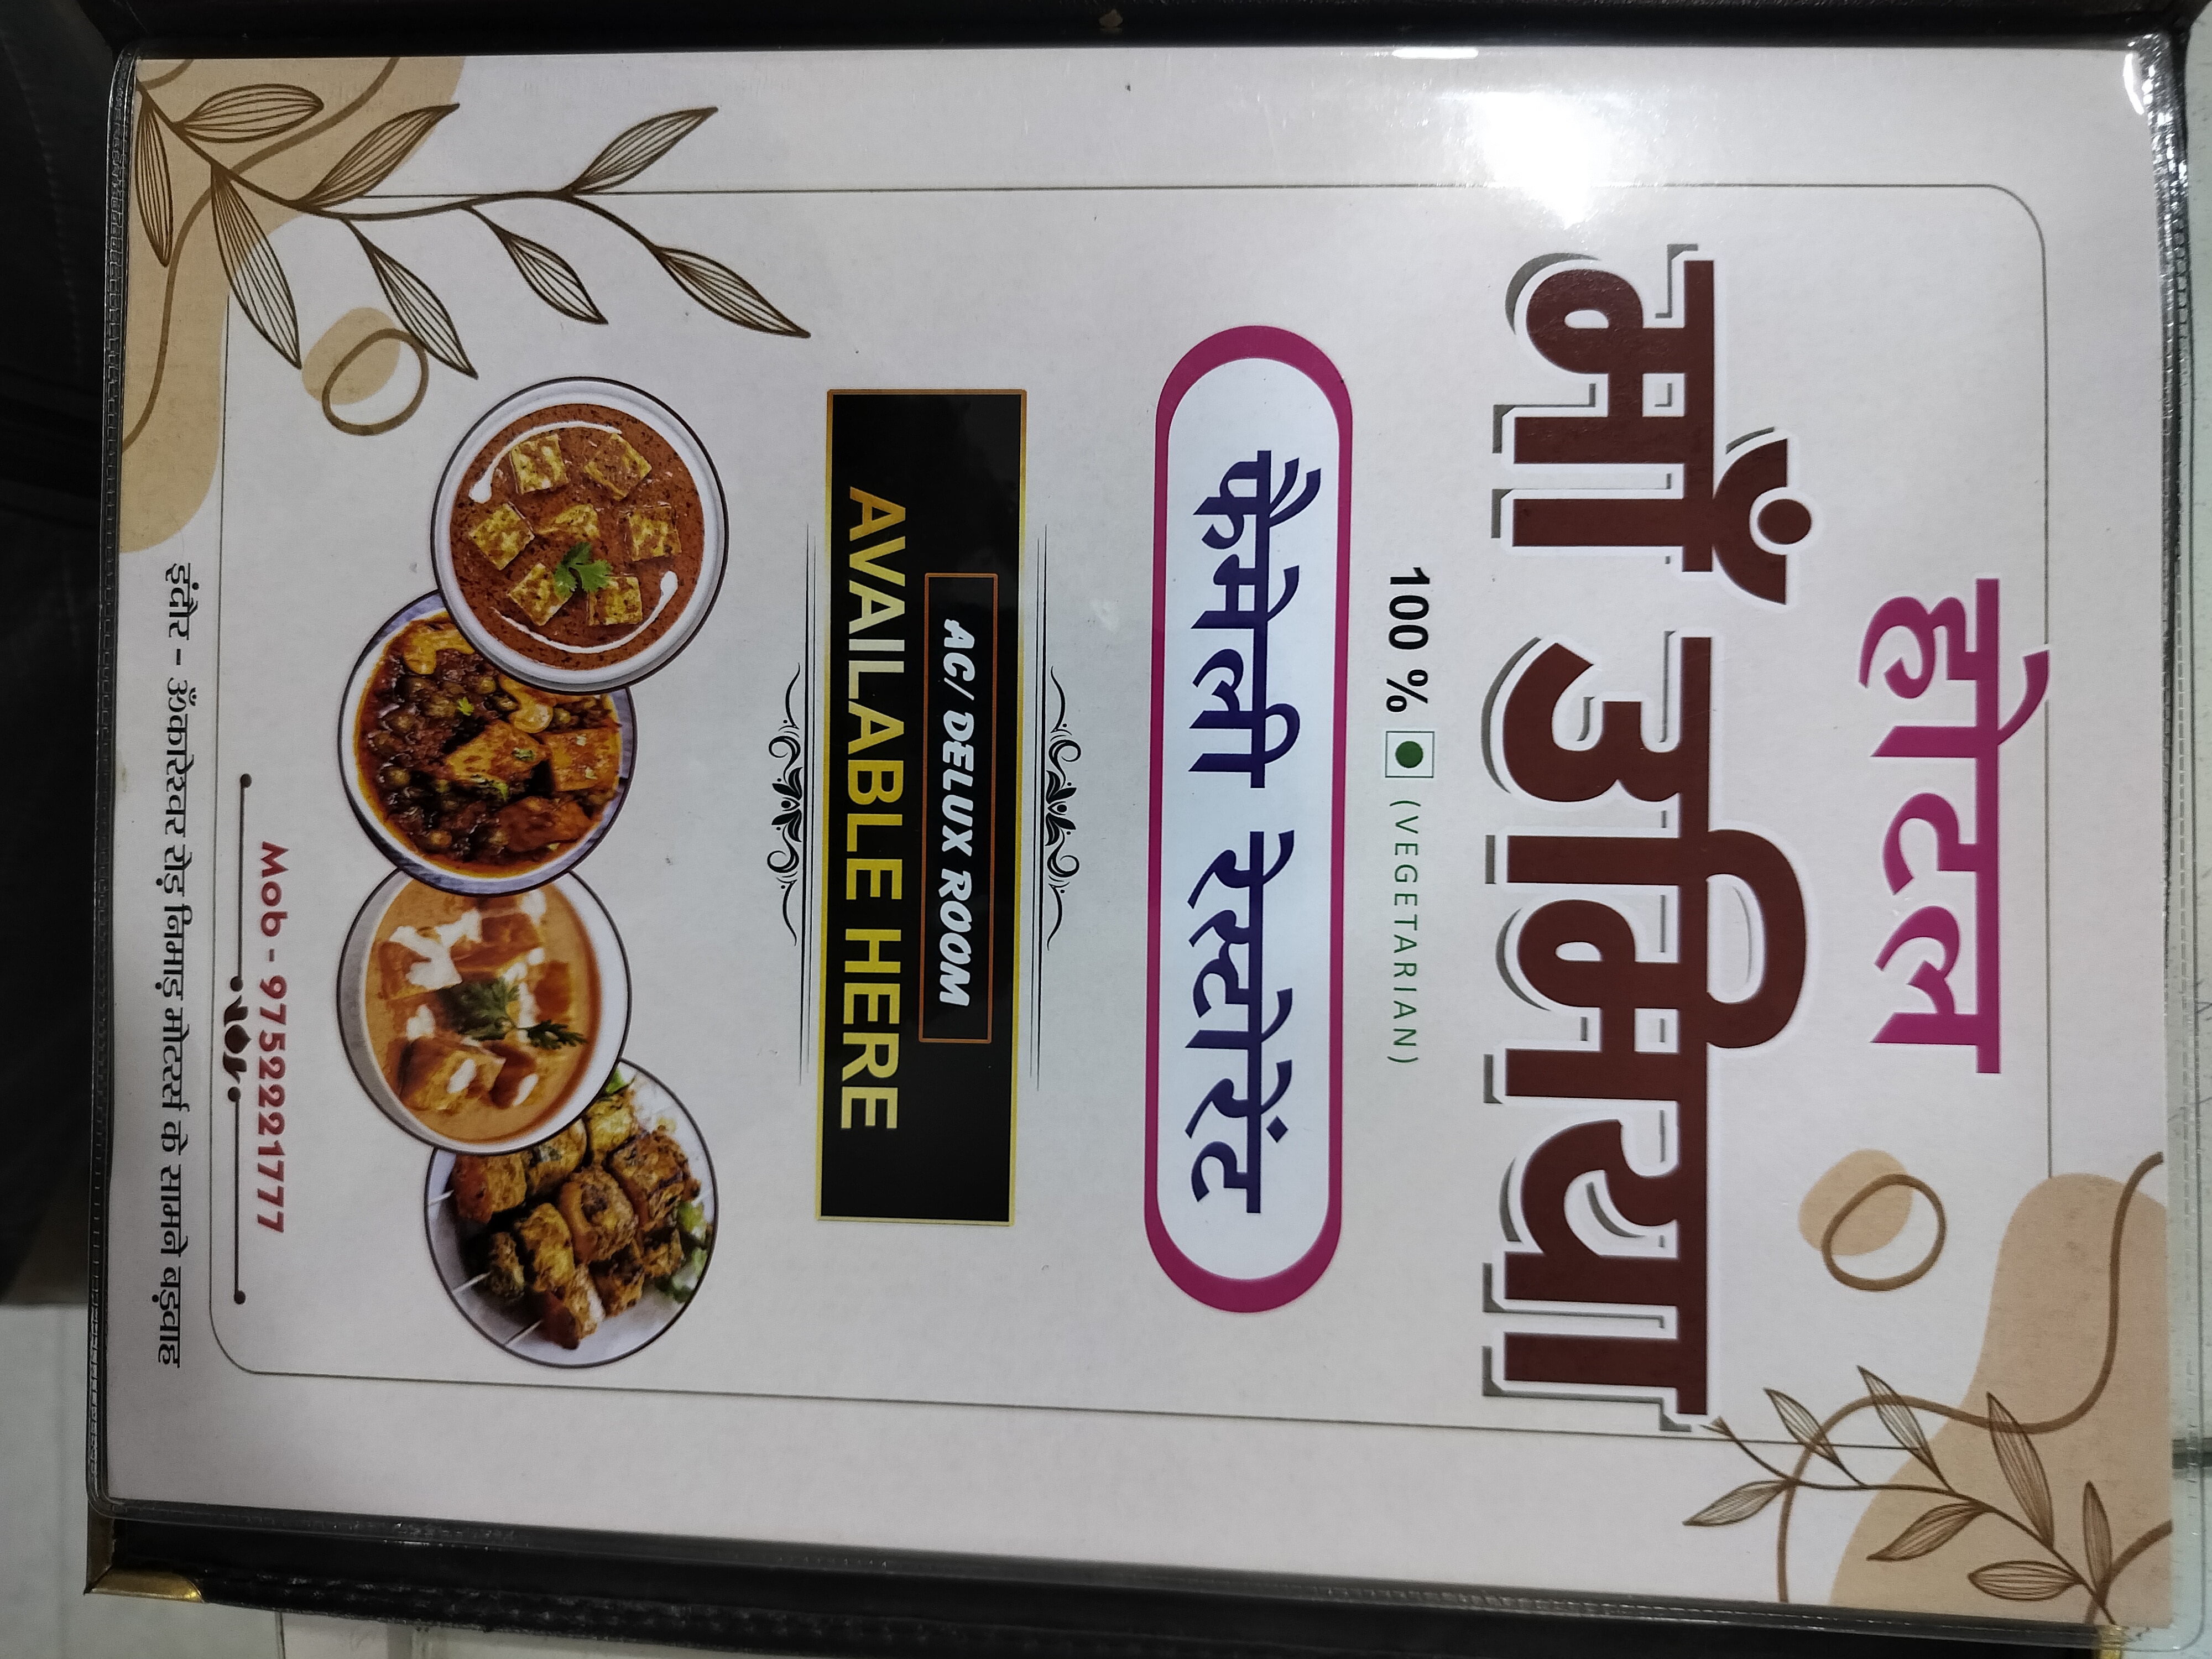 होटल
माँ उमिया
100 % (VEGETARIAN)
फैमेली रेस्टोरेंट
AC/ DELUX ROOM
AVAILABLE HERE
Mob - 9752221777
इंदौर - ॐकारेश्वर रोड़ निमाड़ मोटर्स के सामने बड़वाह